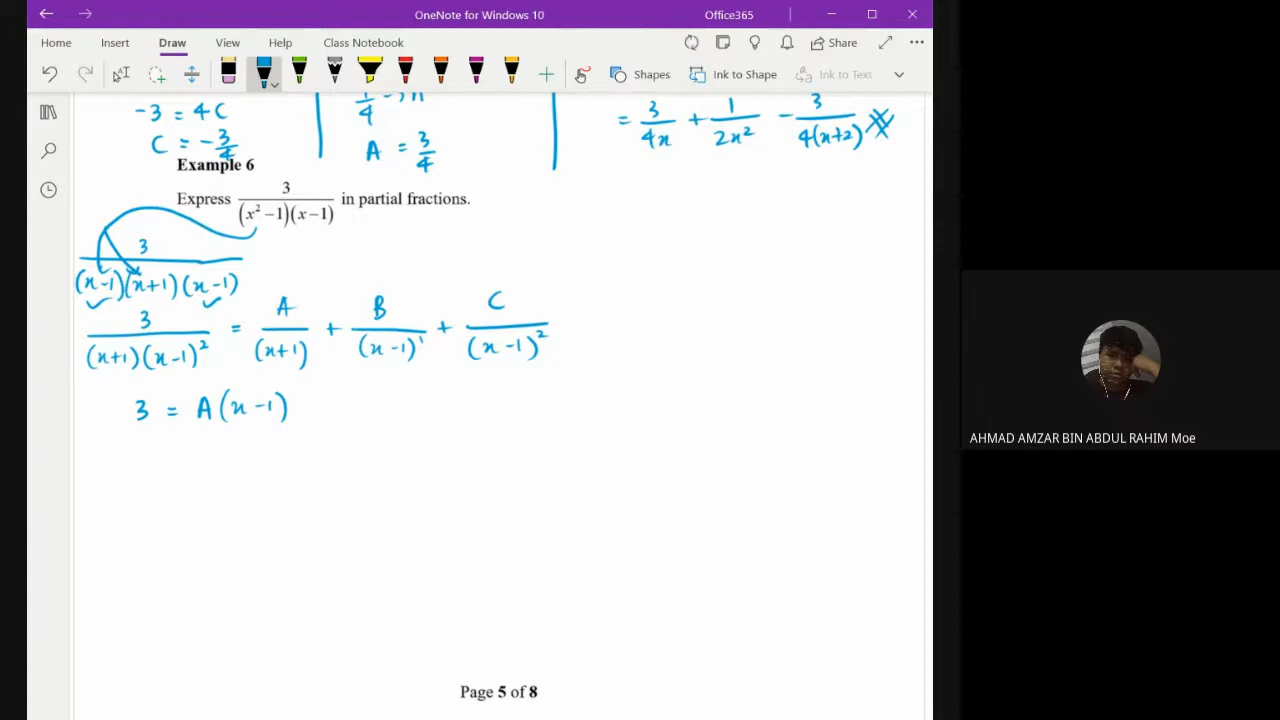 OneNote for Windows 10
Office365
Home Insert Draw View Help Class Notebook
Share
Shapes
Ink to Shape
Ink to Text
-3 = 4C
C = -3/4
A = 3/4
= 3/4x + 1/2x² - 3/4(x+2)
Example 6
Express 3/(x²−1)(x−1) in partial fractions.
3/(x-1)(x+1)(x-1)
3/(x+1)(x-1)² = A/(x+1) + B/(x-1)¹ + C/(x-1)²
3 = A(x-1)
Page 5 of 8
AHMAD AMZAR BIN ABDUL RAHIM Moe